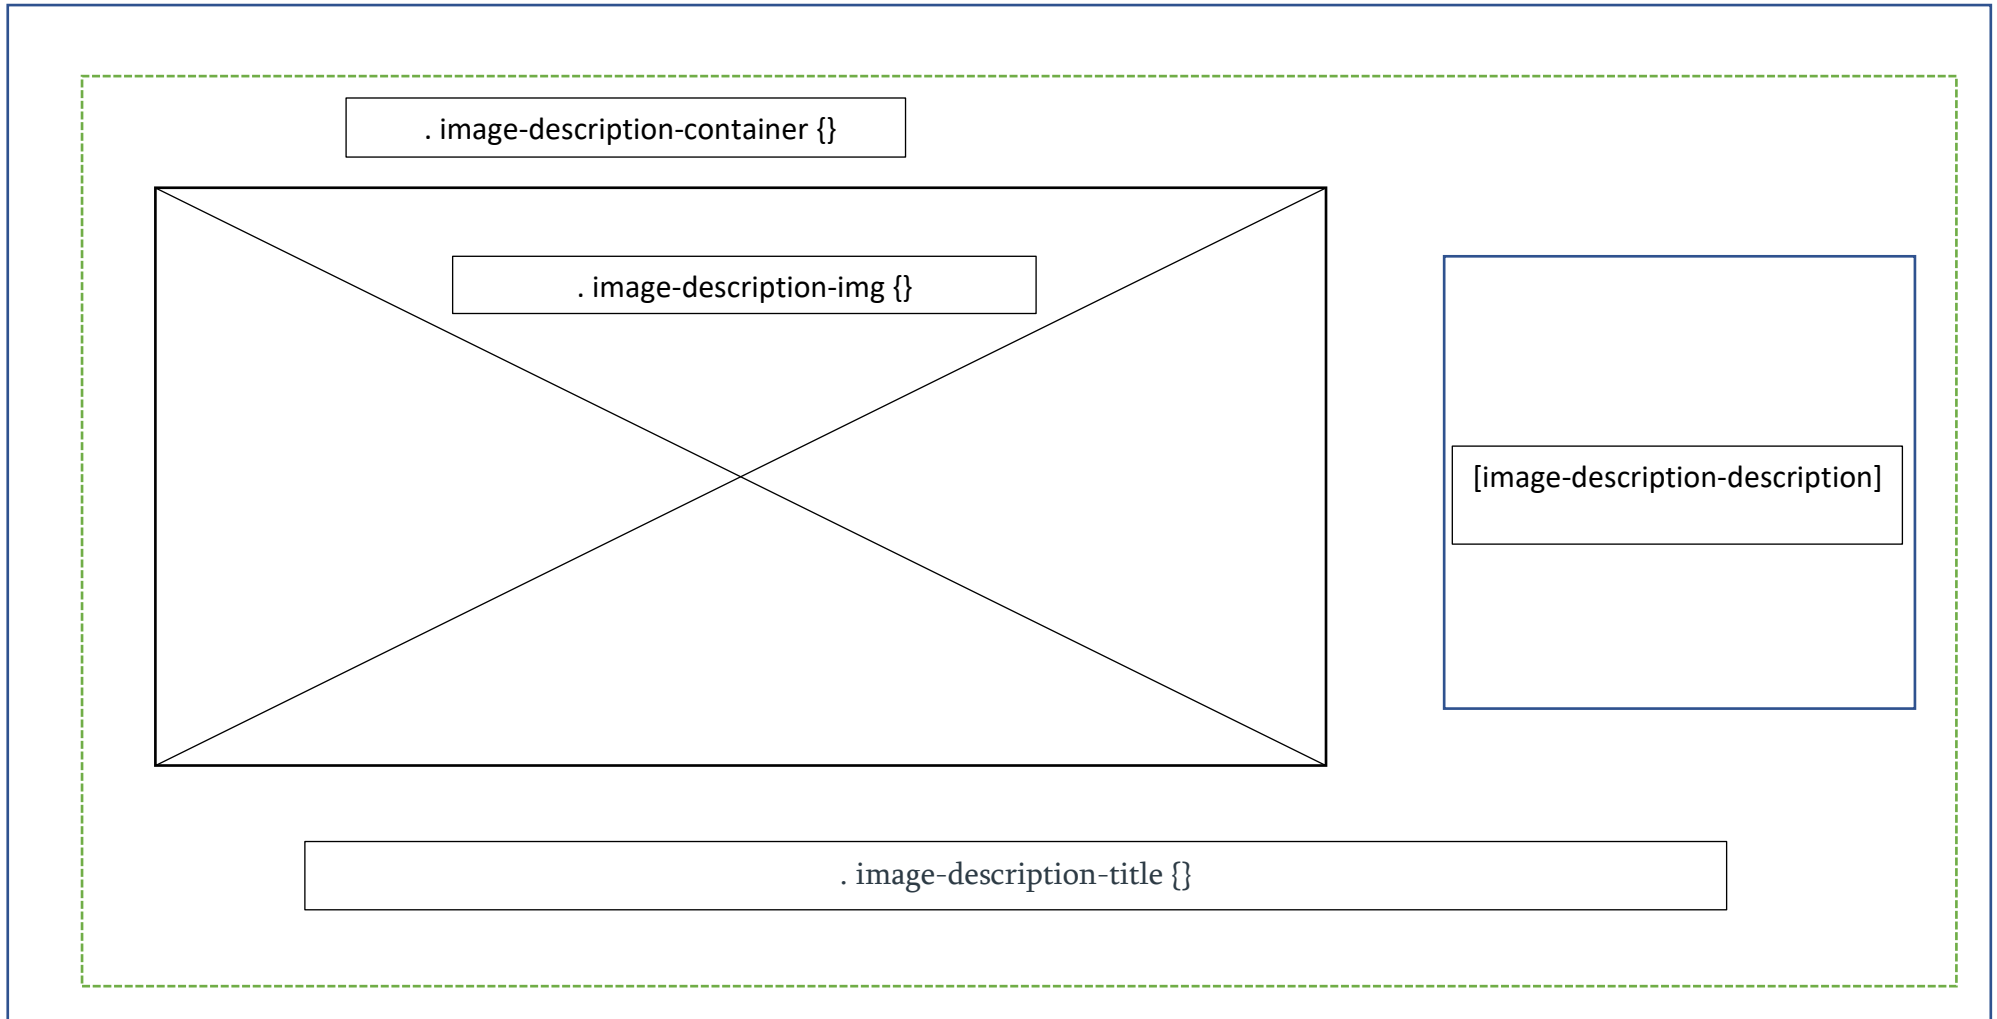 . image-description-container {}
. image-description-img {}
[image-description-description]
. image-description-title {}